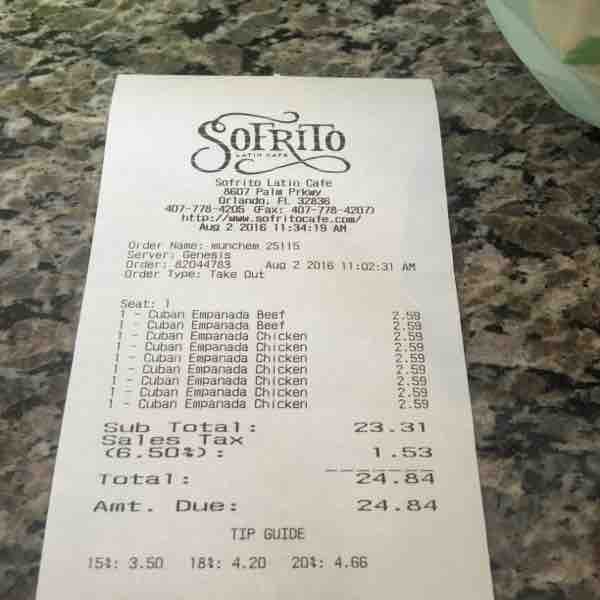 SOFRITO
LATIN CAFE
Sofrito Latin Cafe
8607 Palm Prkwy
Orlando, FL 32836
407-778-4205 (Fax: 407-778-4207)
http://www.sofritocafe.com/
Aug 2 2016 11:34:19 AM
Order Name: munchem 25115
Server: Genesis
Order: 82044783 Aug 2 2016 11:02:31 AM
Order Type: Take Out
Seat: 1
1 - Cuban Empanada Beef 2.59
1 - Cuban Empanada Beef 2.59
1 - Cuban Empanada Chicken 2.59
1 - Cuban Empanada Chicken 2.59
1 - Cuban Empanada Chicken 2.59
1 - Cuban Empanada Chicken 2.59
1 - Cuban Empanada Chicken 2.59
1 - Cuban Empanada Chicken 2.59
1 - Cuban Empanada Chicken 2.59
Sub Total: 23.31
Sales Tax
(6.50%): 1.53
Total: 24.84
Amt. Due: 24.84
TIP GUIDE
15%: 3.50 18%: 4.20 20%: 4.66